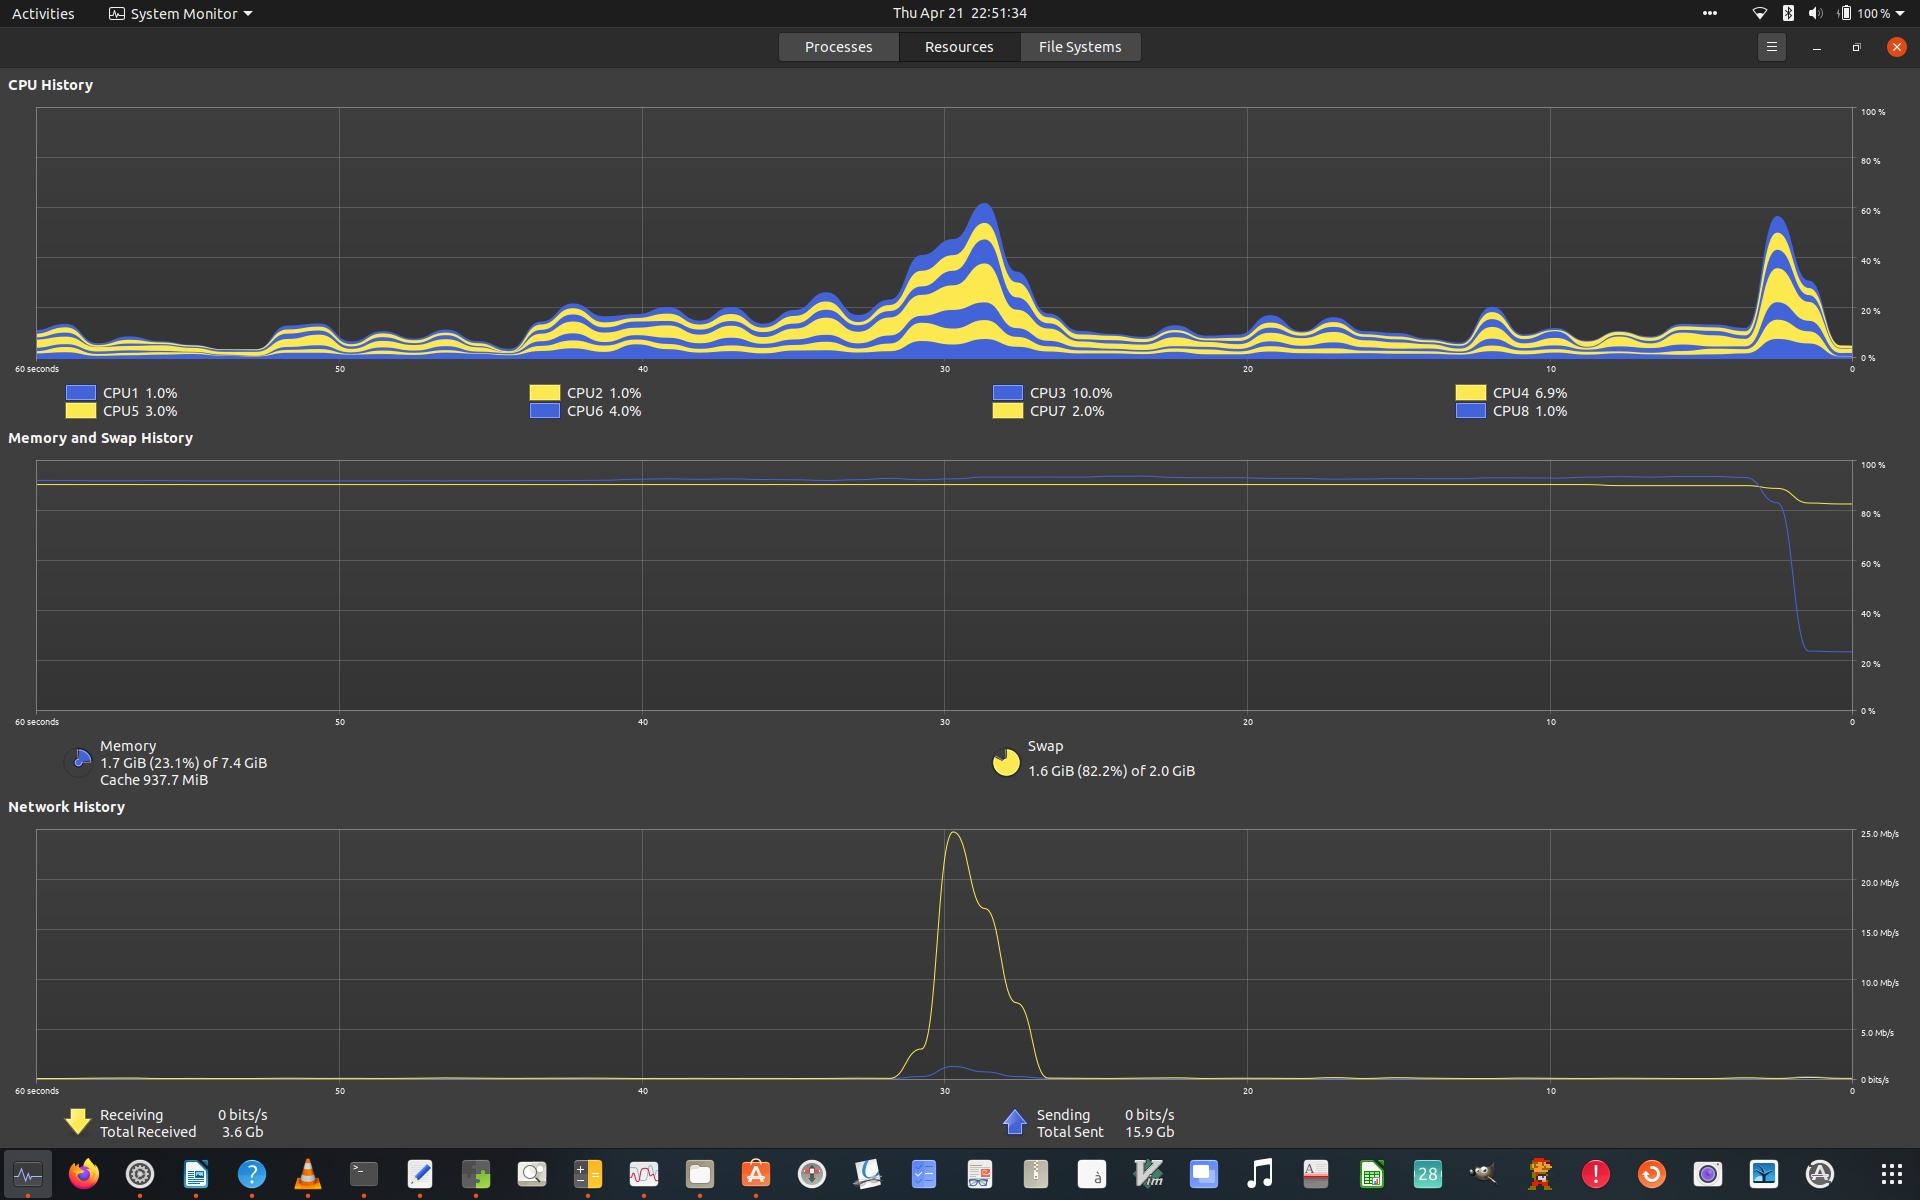 Activities System Monitor Thu Apr 21 22:51:34 100 %
Processes Resources File Systems
CPU History
100 %
80 %
60 %
40 %
20 %
0 %
60 seconds 50 40 30 20 10 0
CPU1 1.0% CPU2 1.0% CPU3 10.0% CPU4 6.9%
CPU5 3.0% CPU6 4.0% CPU7 2.0% CPU8 1.0%
Memory and Swap History
100 %
80 %
60 %
40 %
20 %
0 %
60 seconds 50 40 30 20 10 0
Memory
1.7 GiB (23.1%) of 7.4 GiB
Cache 937.7 MiB
Swap
1.6 GiB (82.2%) of 2.0 GiB
Network History
25.0 Mb/s
20.0 Mb/s
15.0 Mb/s
10.0 Mb/s
5.0 Mb/s
0 bits/s
60 seconds 50 40 30 20 10 0
Receiving 0 bits/s
Total Received 3.6 Gb
Sending 0 bits/s
Total Sent 15.9 Gb
? >_ A à Vim A 28 !